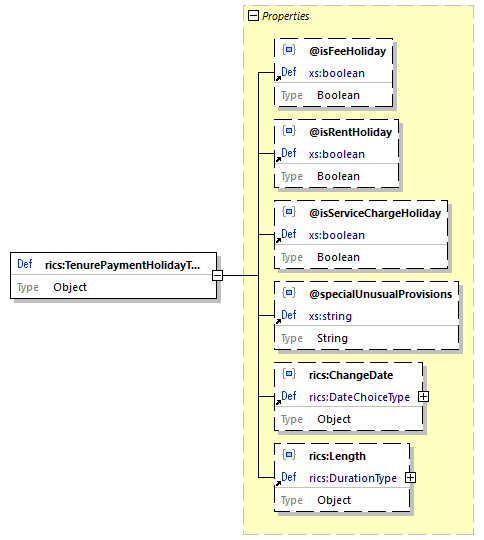 Properties
@isFeeHoliday
Def xs:boolean
Type Boolean
@isRentHoliday
Def xs:boolean
Type Boolean
@isServiceChargeHoliday
Def xs:boolean
Type Boolean
Def rics:TenurePaymentHolidayT...
Type Object
@specialUnusualProvisions
Def xs:string
Type String
rics:ChangeDate
Def rics:DateChoiceType
Type Object
rics:Length
Def rics:DurationType
Type Object